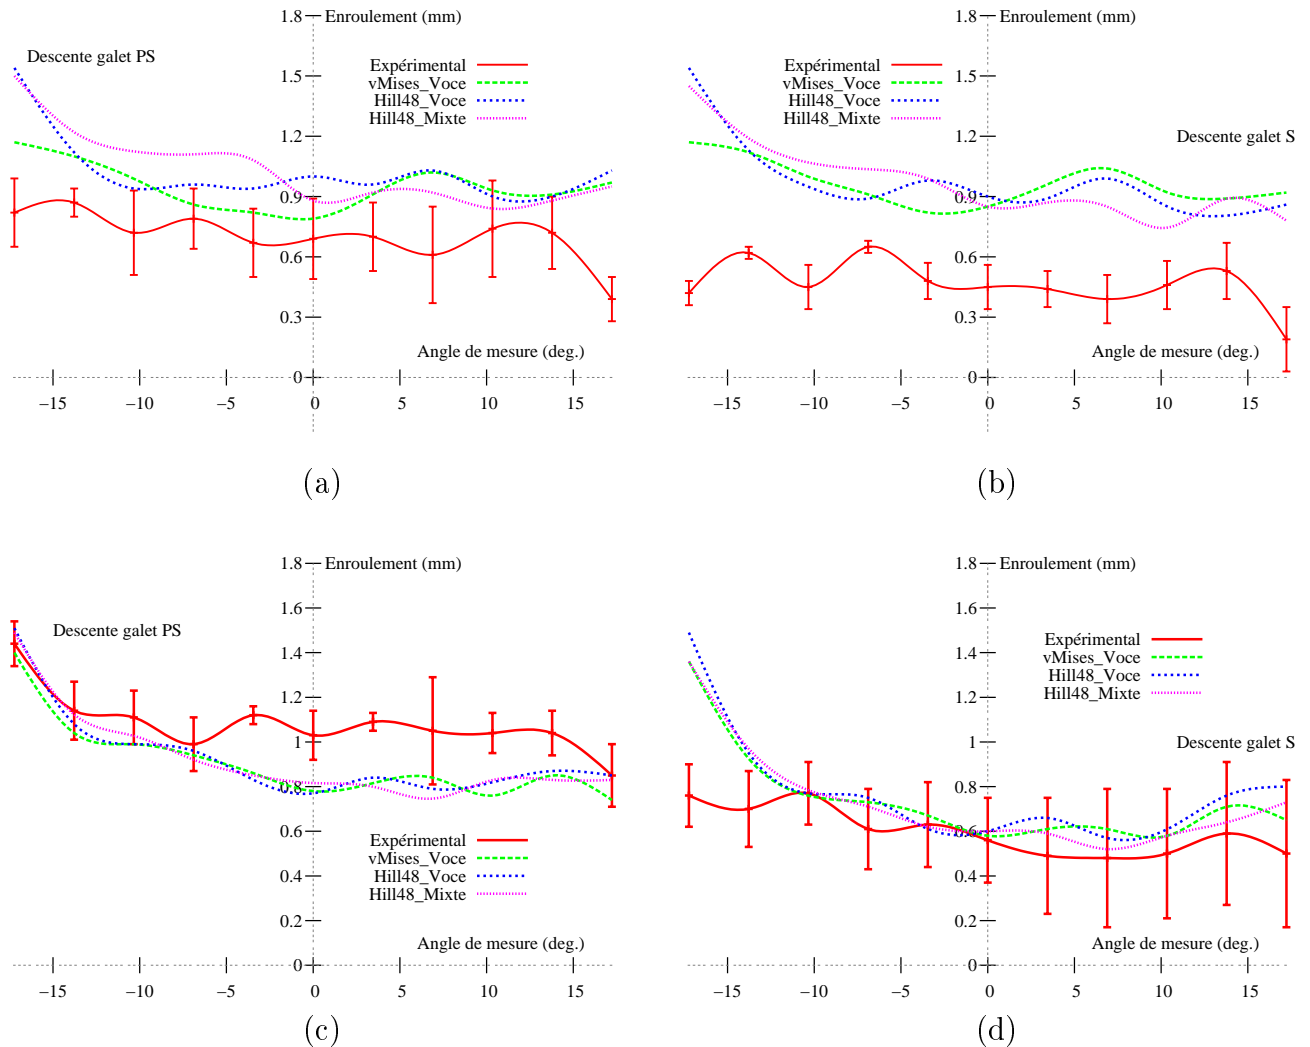 1.8
Enroulement (mm)
Descente galet PS
Expérimental
vMises_Voce
Hill48_Voce
Hill48_Mixte
1.5
1.2
0.9
0.6
0.3
0
Angle de mesure (deg.)
−15
−10
−5
0
5
10
15
(a)
1.8
Enroulement (mm)
Expérimental
vMises_Voce
Hill48_Voce
Hill48_Mixte
Descente galet S
1.5
1.2
0.9
0.6
0.3
0
Angle de mesure (deg.)
−15
−10
−5
0
5
10
15
(b)
1.8
Enroulement (mm)
Descente galet PS
1.6
1.4
1.2
1
0.8
0.6
0.4
0.2
0
Expérimental
vMises_Voce
Hill48_Voce
Hill48_Mixte
Angle de mesure (deg.)
−15
−10
−5
0
5
10
15
(c)
1.8
Enroulement (mm)
Expérimental
vMises_Voce
Hill48_Voce
Hill48_Mixte
Descente galet S
1.6
1.4
1.2
1
0.8
0.6
0.4
0.2
0
Angle de mesure (deg.)
−15
−10
−5
0
5
10
15
(d)